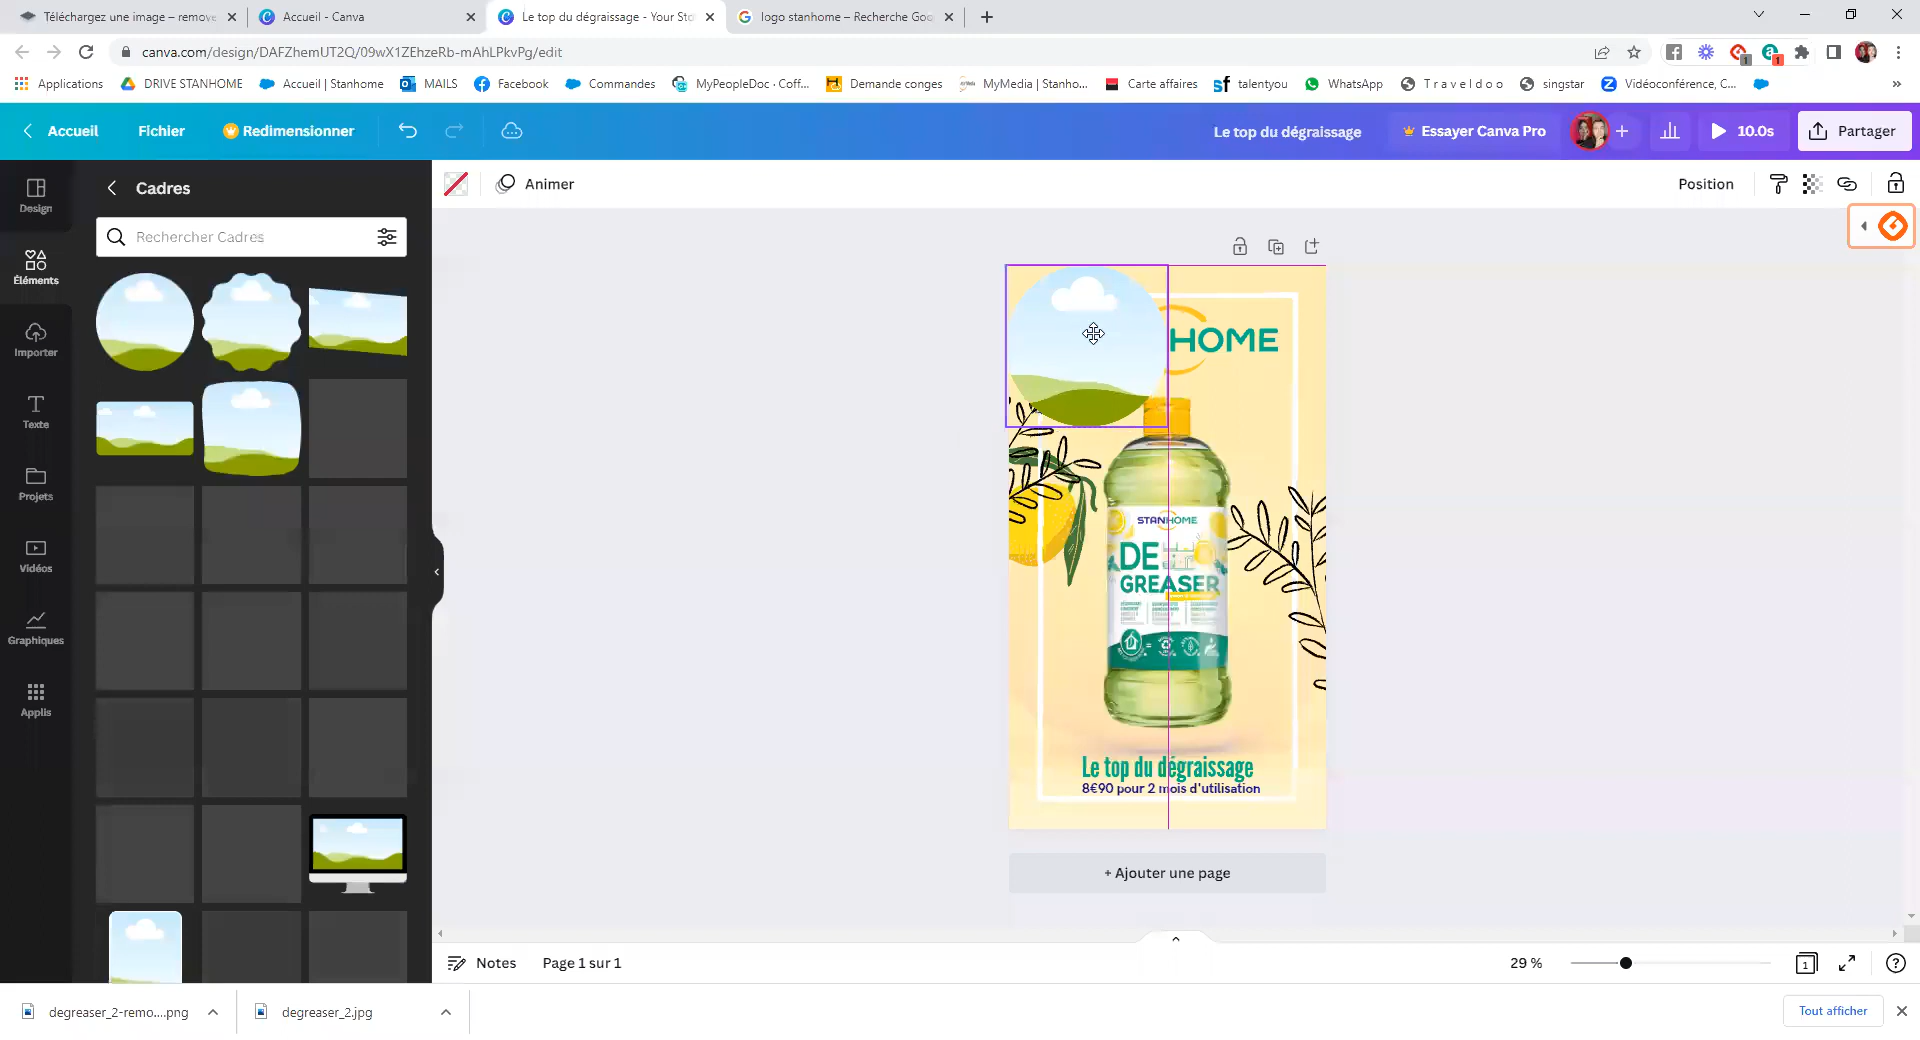 Téléchargez une image – remove
Accueil - Canva
Le top du dégraissage - Your Sto
logo stanhome – Recherche Goo
canva.com/design/DAFZhemUT2Q/09wX1ZEhzeRb-mAhLPkvPg/edit
1
1
Applications
DRIVE STANHOME
Accueil | Stanhome
MAILS
Facebook
Commandes
MyPeopleDoc · Coff...
Demande conges
MyMedia | Stanho...
Carte affaires
talentyou
WhatsApp
T r a v e l d o o
singstar
Vidéoconférence, C...
»
Accueil
Fichier
Redimensionner
Le top du dégraissage
Essayer Canva Pro
10.0s
Partager
Design
Cadres
Animer
Position
Rechercher Cadres
Éléments
Importer
Texte
Projets
Vidéos
Graphiques
Applis
HOME
STANHOME
DE
GREASER
Le top du dégraissage
8€90 pour 2 mois d'utilisation
+ Ajouter une page
Notes
Page 1 sur 1
29 %
1
degreaser_2-remo....png
degreaser_2.jpg
Tout afficher